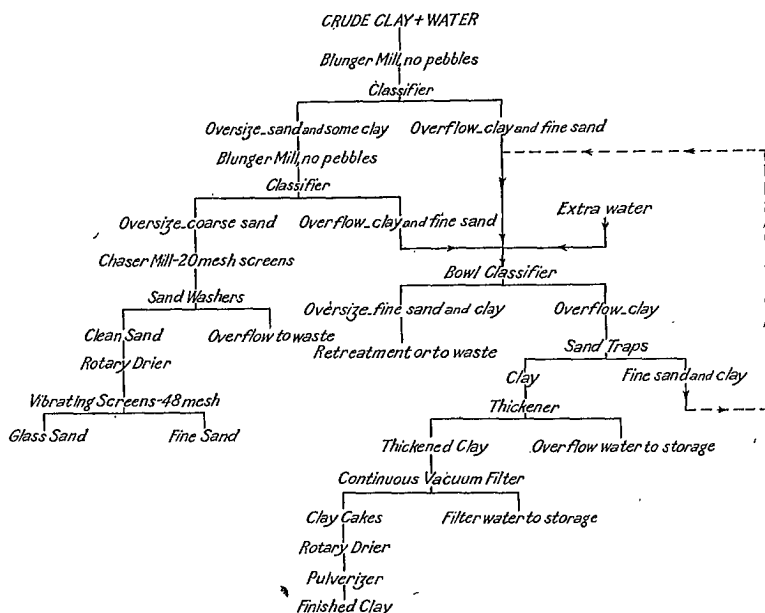 CRUDE CLAY + WATER
Blunger Mill, no pebbles
Classifier
Oversize_sand and some clay
Overflow_clay and fine sand
Blunger Mill, no pebbles
Classifier
Oversize_coarse sand
Overflow_clay and fine sand
Extra water
Chaser Mill-20 mesh screens
Bowl Classifier
Sand Washers
Oversize_fine sand and clay
Overflow_clay
Clean Sand
Overflow to waste
Retreatment or to waste
Sand Traps
Rotary Drier
Clay
Fine sand and clay
Vibrating Screens-48 mesh
Thickener
Glass Sand
Fine Sand
Thickened Clay
Overflow water to storage
Continuous Vacuum Filter
Clay Cakes
Filter water to storage
Rotary Drier
Pulverizer
Finished Clay